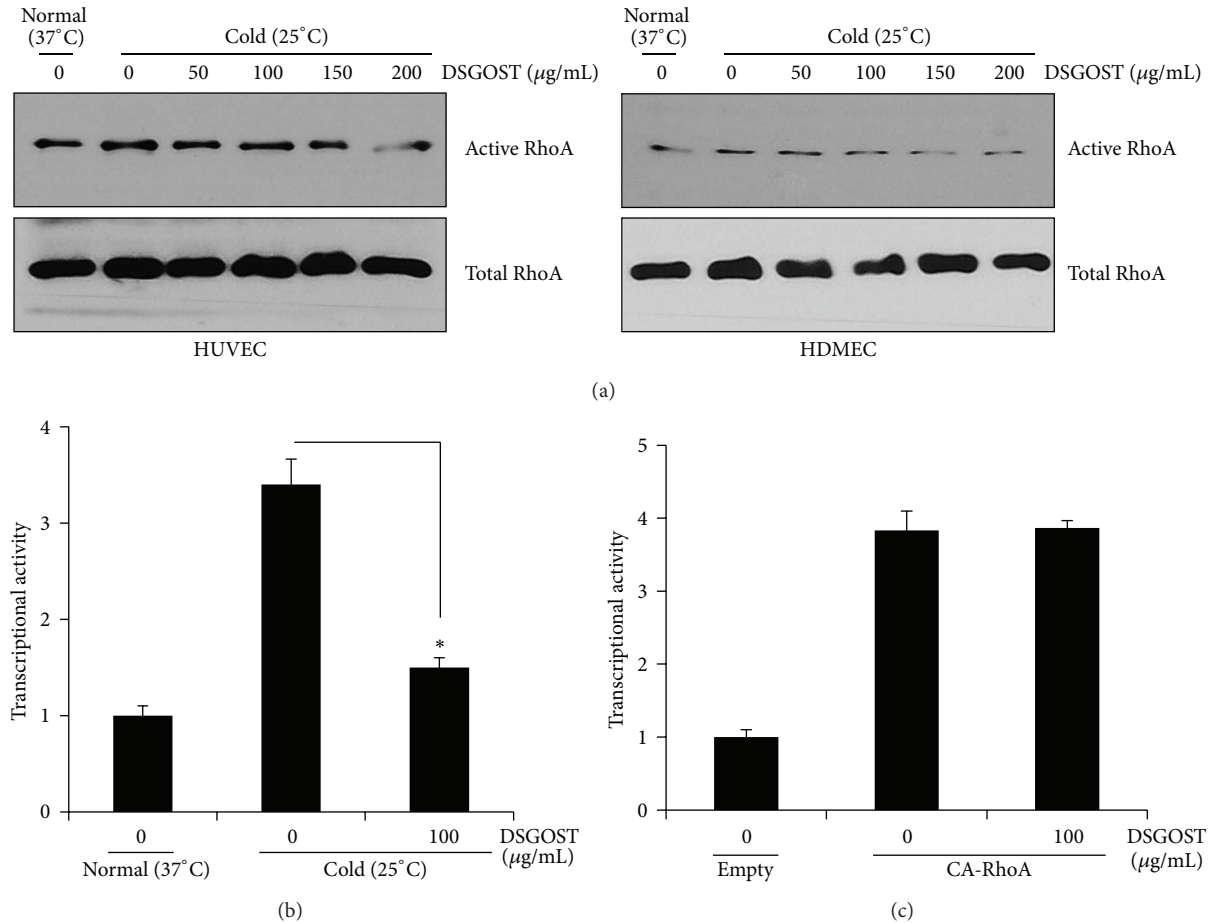 Normal
(37°C)
Cold (25°C)
0 0 50 100 150 200 DSGOST (μg/mL)
Active RhoA
Total RhoA
HUVEC
Normal
(37°C)
Cold (25°C)
0 0 50 100 150 200 DSGOST (μg/mL)
Active RhoA
Total RhoA
HDMEC
(a)
Transcriptional activity
4
3
2
1
0
*
0 0 100 DSGOST
(μg/mL)
Normal (37°C) Cold (25°C)
(b)
Transcriptional activity
5
4
3
2
1
0
0 0 100 DSGOST
(μg/mL)
Empty CA-RhoA
(c)